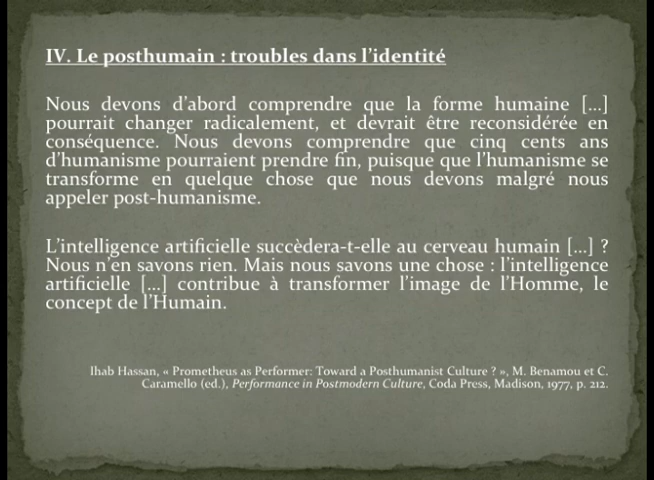 IV. Le posthumain : troubles dans l'identité
Nous devons d'abord comprendre que la forme humaine [...]
pourrait changer radicalement, et devrait être reconsidérée en
conséquence. Nous devons comprendre que cinq cents ans
d'humanisme pourraient prendre fin, puisque que l'humanisme se
transforme en quelque chose que nous devons malgré nous
appeler post-humanisme.
L'intelligence artificielle succèdera-t-elle au cerveau humain [...] ?
Nous n'en savons rien. Mais nous savons une chose : l'intelligence
artificielle [...] contribue à transformer l'image de l'Homme, le
concept de l'Humain.
Ihab Hassan, « Prometheus as Performer: Toward a Posthumanist Culture ? », M. Benamou et C.
Caramello (ed.), Performance in Postmodern Culture, Coda Press, Madison, 1977, p. 212.